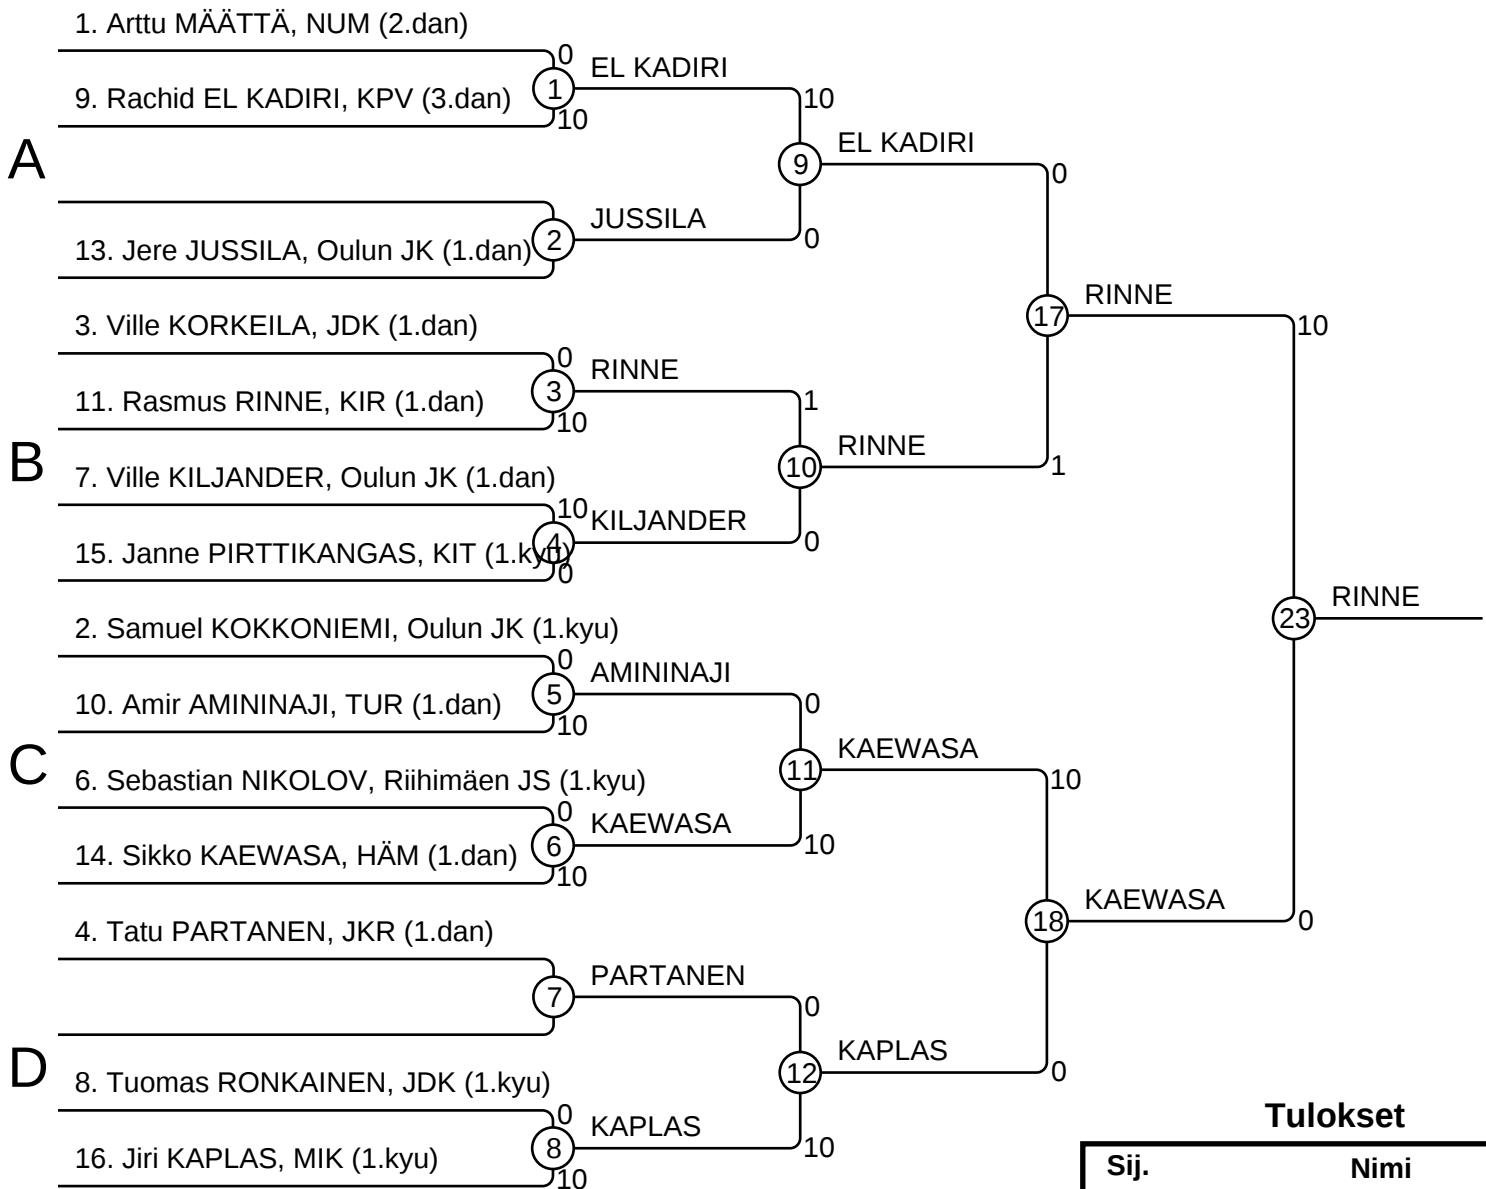 1. Arttu MÄÄTTÄ, NUM (2.dan)
0
EL KADIRI
1
9. Rachid EL KADIRI, KPV (3.dan)
10
10
A
EL KADIRI
9
0
JUSSILA
2
13. Jere JUSSILA, Oulun JK (1.dan)
0
RINNE
17
10
3. Ville KORKEILA, JDK (1.dan)
0
RINNE
3
11. Rasmus RINNE, KIR (1.dan)
1
10
B
RINNE
10
1
7. Ville KILJANDER, Oulun JK (1.dan)
10
KILJANDER
4
0
15. Janne PIRTTIKANGAS, KIT (1.kyu)
0
RINNE
23
2. Samuel KOKKONIEMI, Oulun JK (1.kyu)
0
AMININAJI
5
10. Amir AMININAJI, TUR (1.dan)
0
10
C
KAEWASA
11
10
6. Sebastian NIKOLOV, Riihimäen JS (1.kyu)
0
KAEWASA
6
10
14. Sikko KAEWASA, HÄM (1.dan)
10
KAEWASA
18
0
4. Tatu PARTANEN, JKR (1.dan)
PARTANEN
7
0
D
KAPLAS
12
0
8. Tuomas RONKAINEN, JDK (1.kyu)
0
KAPLAS
8
10
16. Jiri KAPLAS, MIK (1.kyu)
10
Tulokset
Sij. Nimi